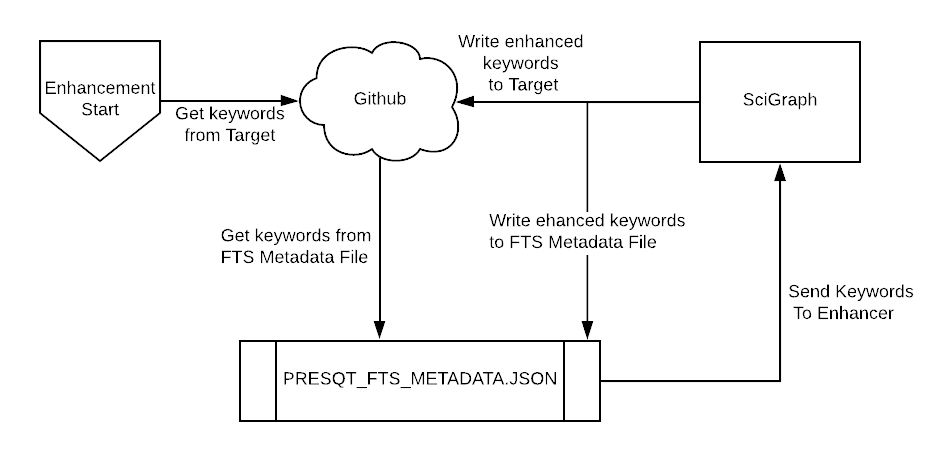 Enhancement
Start
Get keywords
from Target
Github
Write enhanced
keywords
to Target
SciGraph
Get keywords from
FTS Metadata File
Write ehanced keywords
to FTS Metadata File
Send Keywords
To Enhancer
PRESQT_FTS_METADATA.JSON